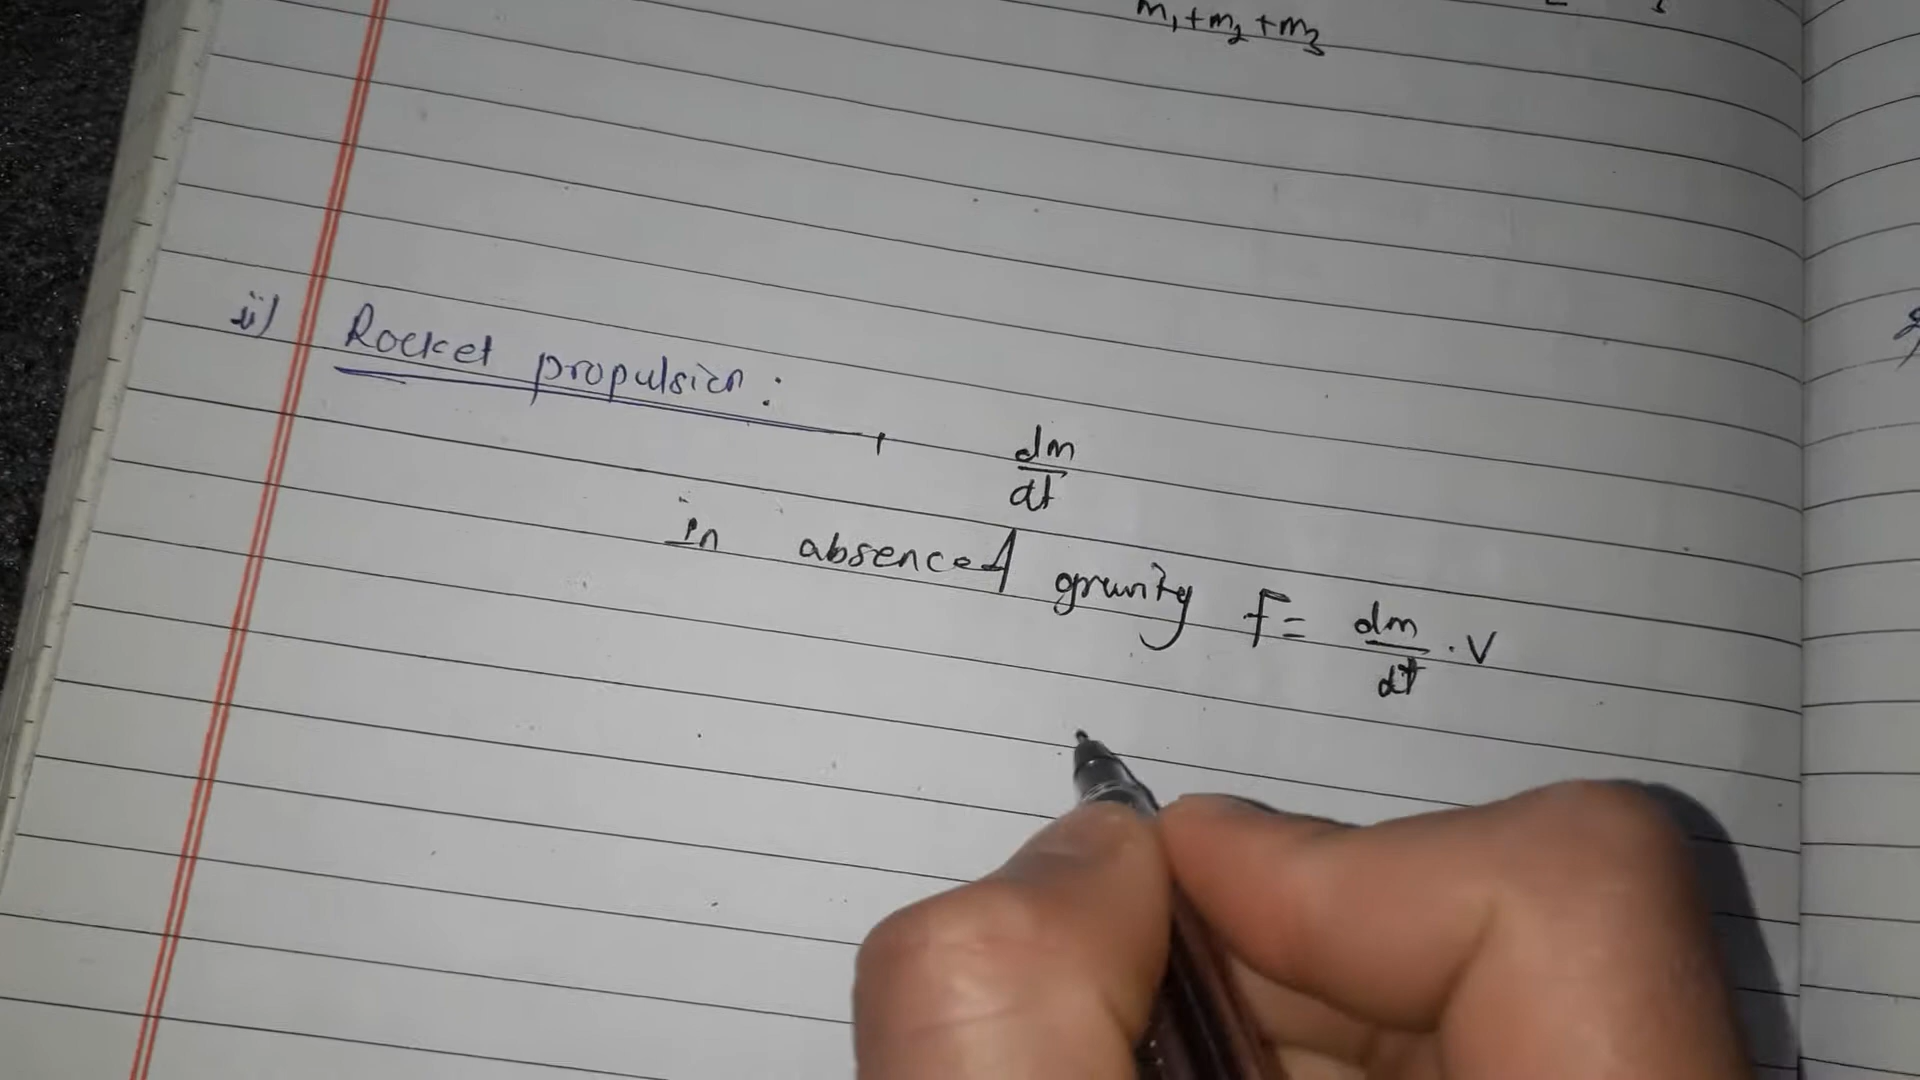 m₁+m₂+m₃
ii) Rocket propulsion:
dm
dt
in absence of gravity F = dm/dt · V